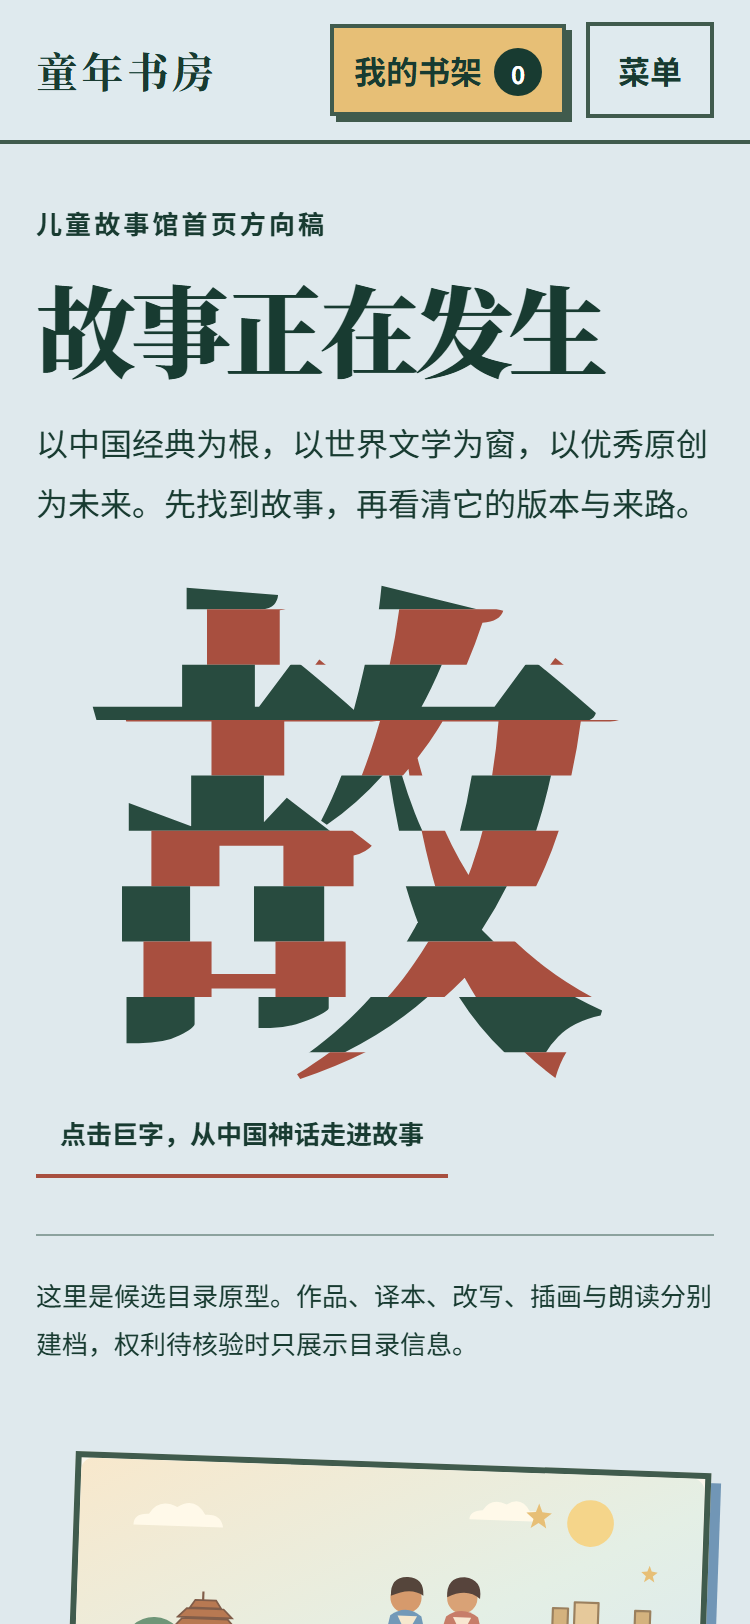 童年书房
我的书架 0
菜单
儿童故事馆首页方向稿
故事正在发生
以中国经典为根，以世界文学为窗，以优秀原创
为未来。先找到故事，再看清它的版本与来路。
故
点击巨字，从中国神话走进故事
这里是候选目录原型。作品、译本、改写、插画与朗读分别
建档，权利待核验时只展示目录信息。